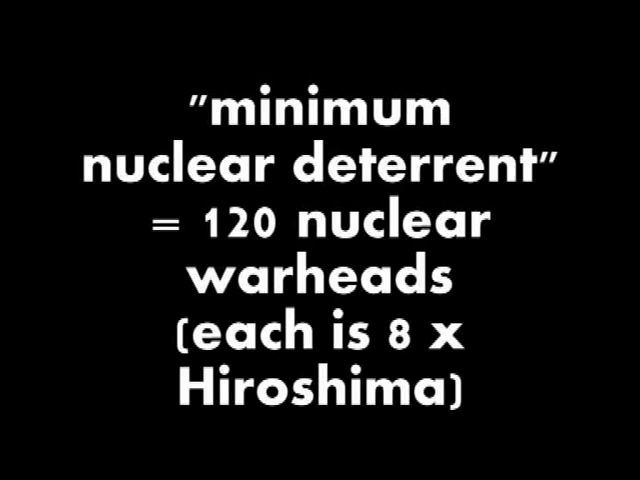 "minimum
nuclear deterrent"
= 120 nuclear
warheads
(each is 8 x
Hiroshima)